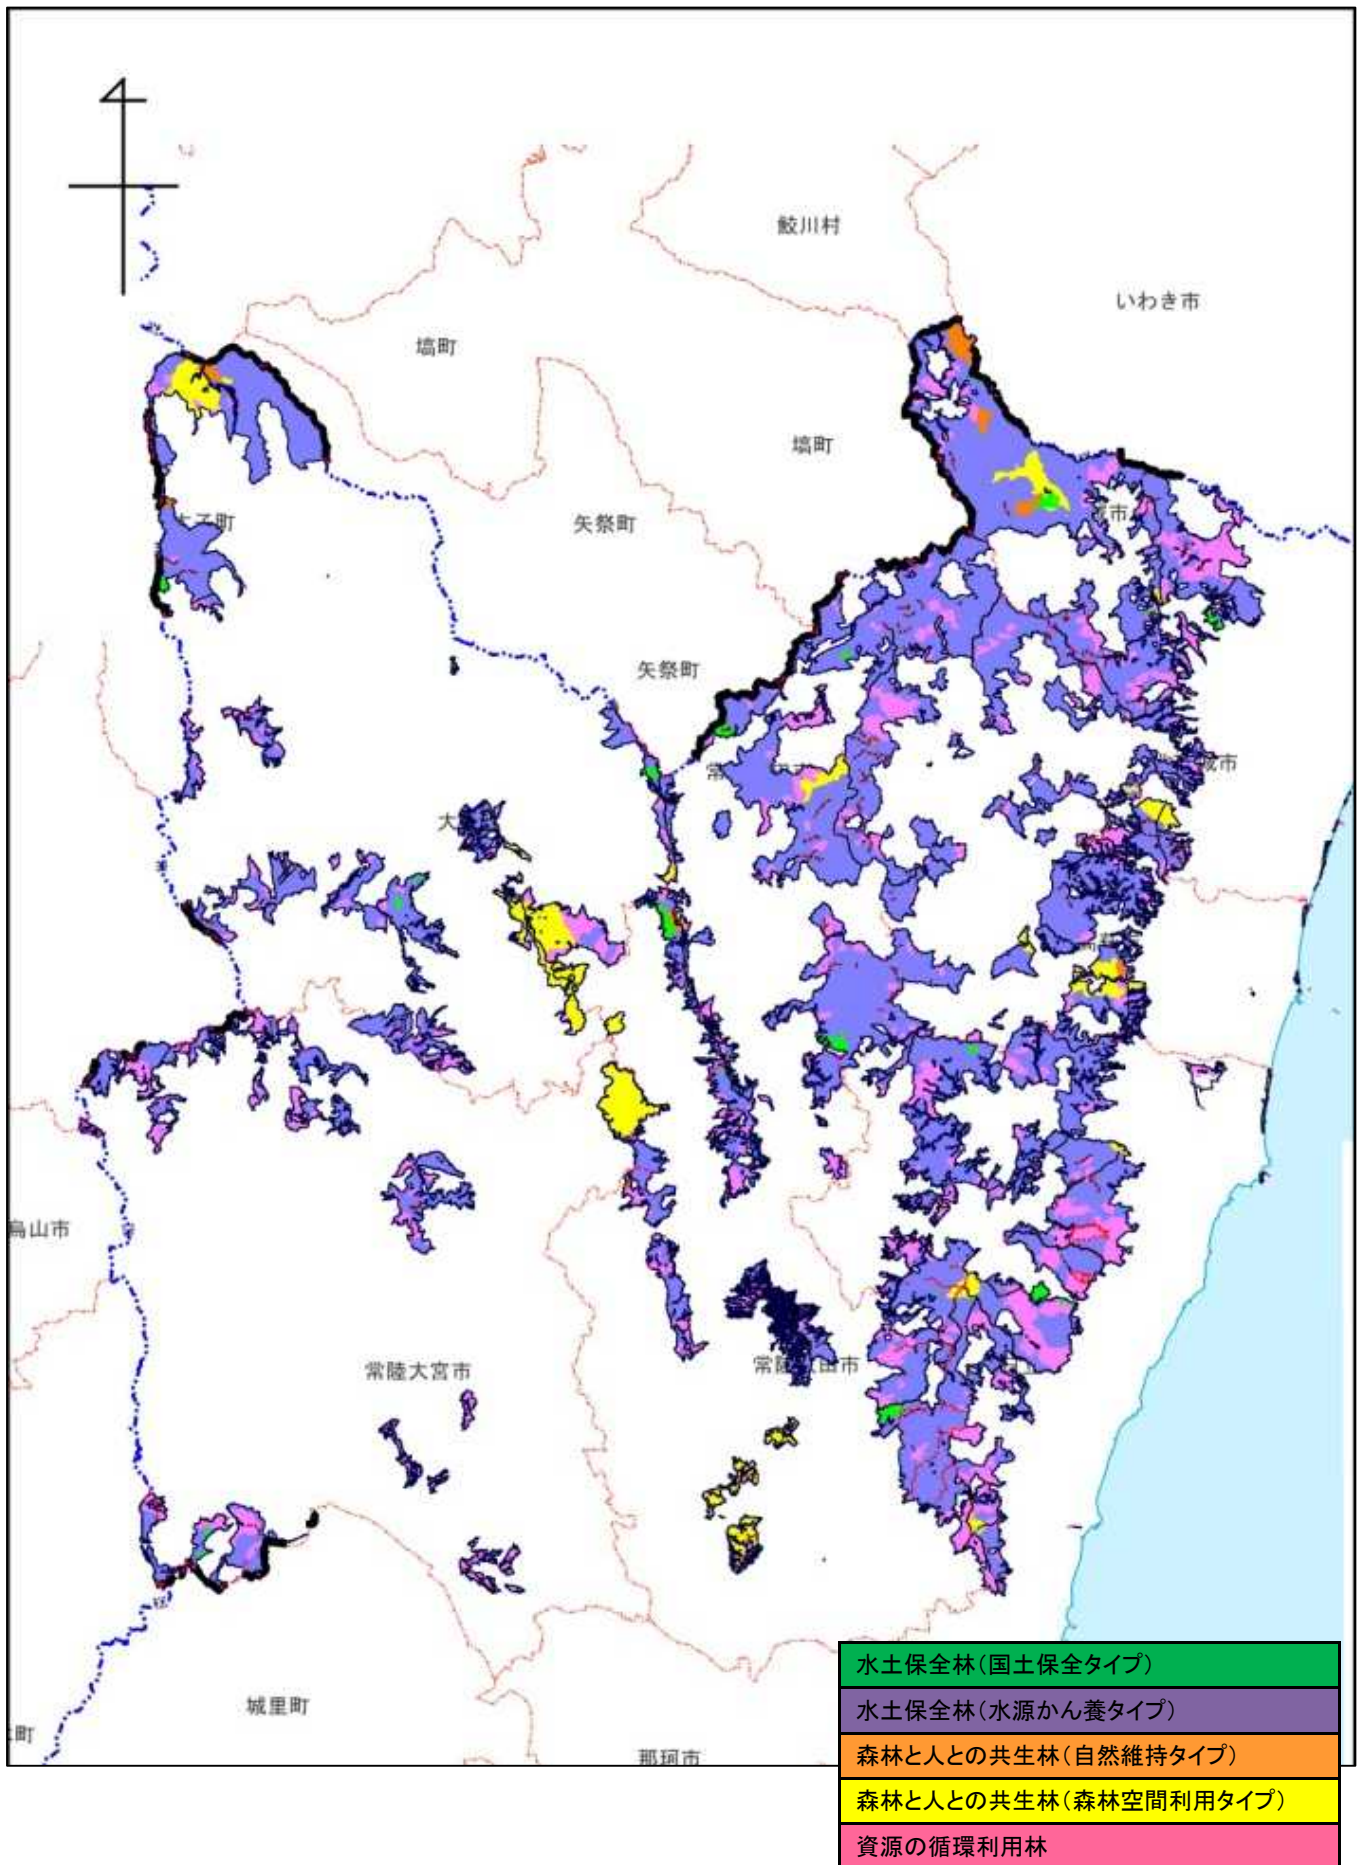 鮫川村
いわき市
塙町
塙町
矢祭町
矢祭町
烏山市
常陸大宮市
城里町
町
那珂市
水土保全林(国土保全タイプ)
水土保全林(水源かん養タイプ)
森林と人との共生林(自然維持タイプ)
森林と人との共生林(森林空間利用タイプ)
資源の循環利用林